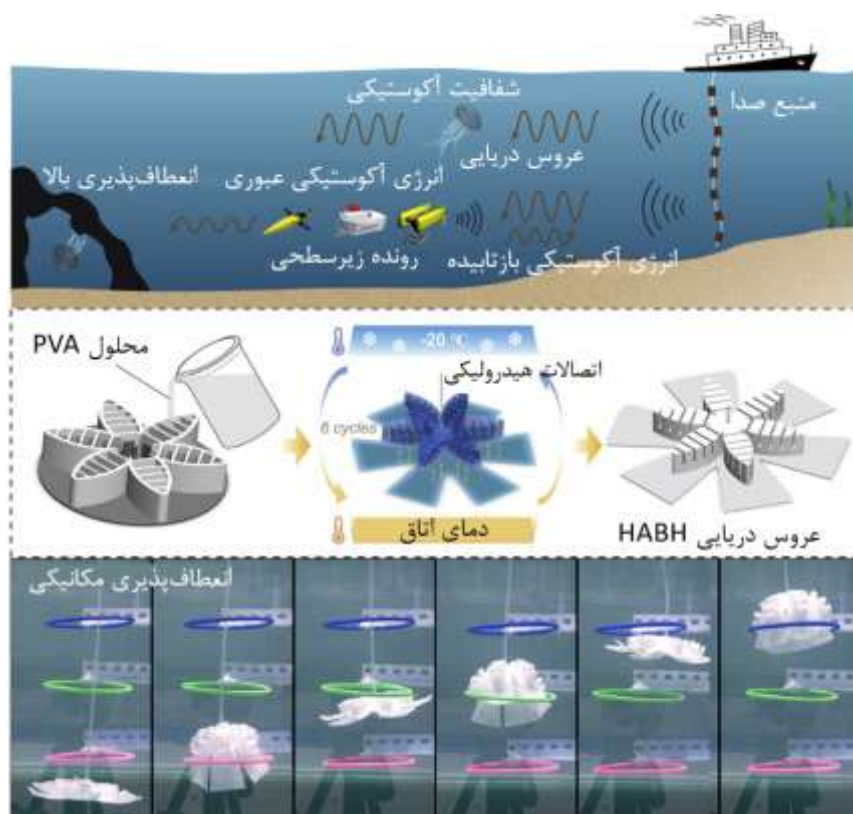 شفافیت آکوستیکی
منبع صدا
عروس دریایی
انعطاف‌پذیری بالا
انرژی آکوستیکی عبوری
رونده زیرسطحی
انرژی آکوستیکی بازتابیده
محلول PVA
-20 °C
اتصالات هیدرولیکی
6 cycles
دمای اتاق
عروس دریایی HABH
انعطاف‌پذیری مکانیکی